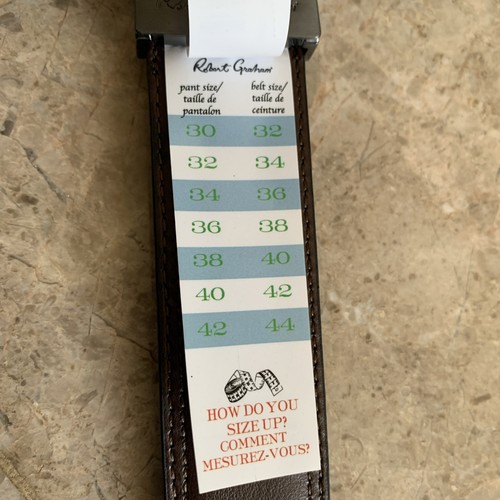 Robert Graham
pant size/ belt size/
taille de taille de
pantalon ceinture
30 32
32 34
34 36
36 38
38 40
40 42
42 44
HOW DO YOU
SIZE UP?
COMMENT
MESUREZ-VOUS?